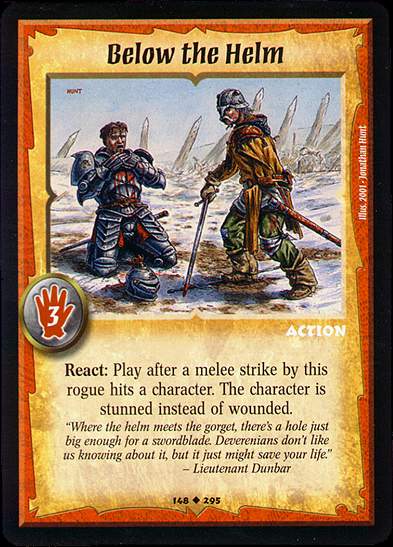 Below the Helm
HUNT
Illus. 2001 • Jonathan Hunt
3
ACTION
React: Play after a melee strike by this
rogue hits a character. The character is
stunned instead of wounded.
“Where the helm meets the gorget, there’s a hole just
big enough for a swordblade. Deverenians don’t like
us knowing about it, but it just might save your life.”
– Lieutenant Dunbar
148 ◆ 295